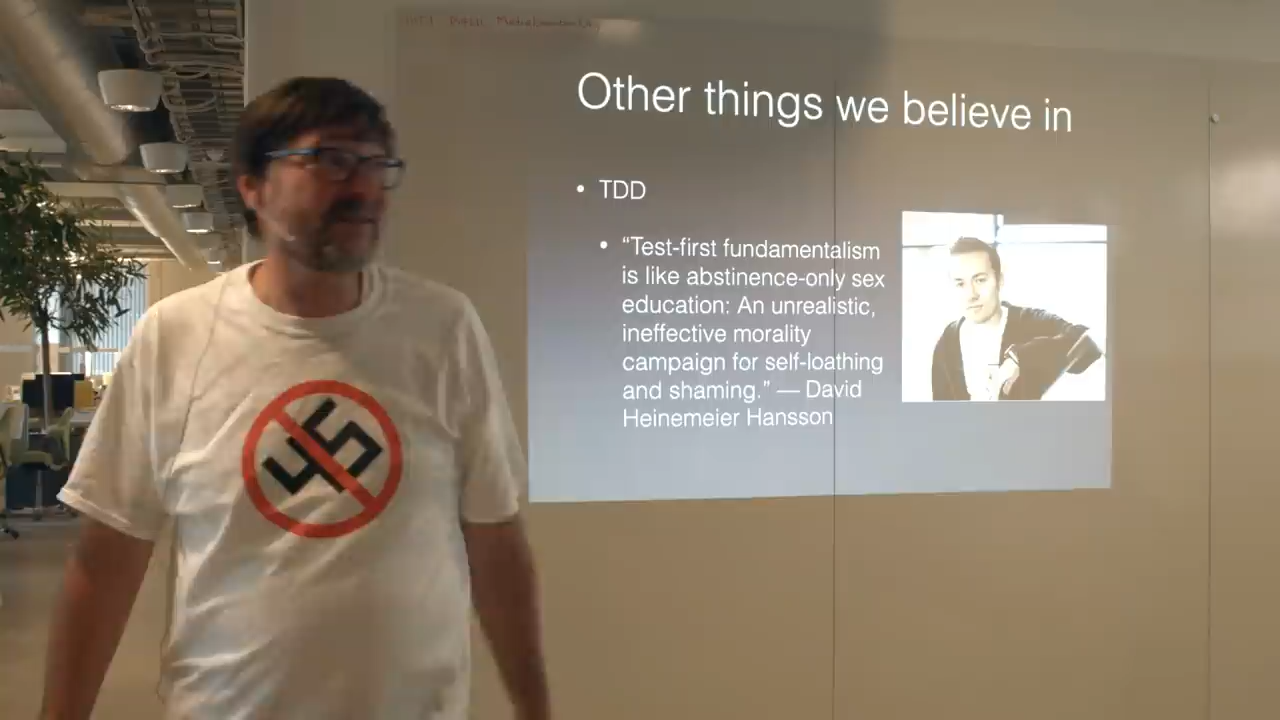 Other things we believe in
• TDD
• “Test-first fundamentalism
is like abstinence-only sex
education: An unrealistic,
ineffective morality
campaign for self-loathing
and shaming.” — David
Heinemeier Hansson